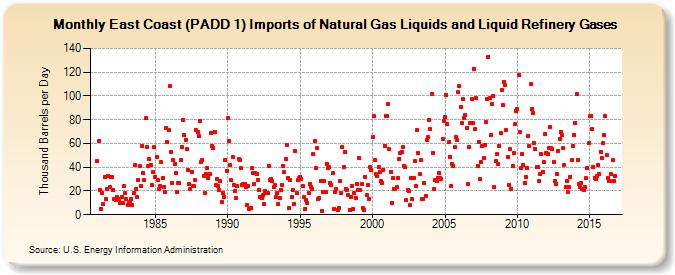 Monthly East Coast (PADD 1) Imports of Natural Gas Liquids and Liquid Refinery Gases
Thousand Barrels per Day
140
120
100
80
60
40
20
0
1985 1990 1995 2000 2005 2010 2015
Source: U.S. Energy Information Administration